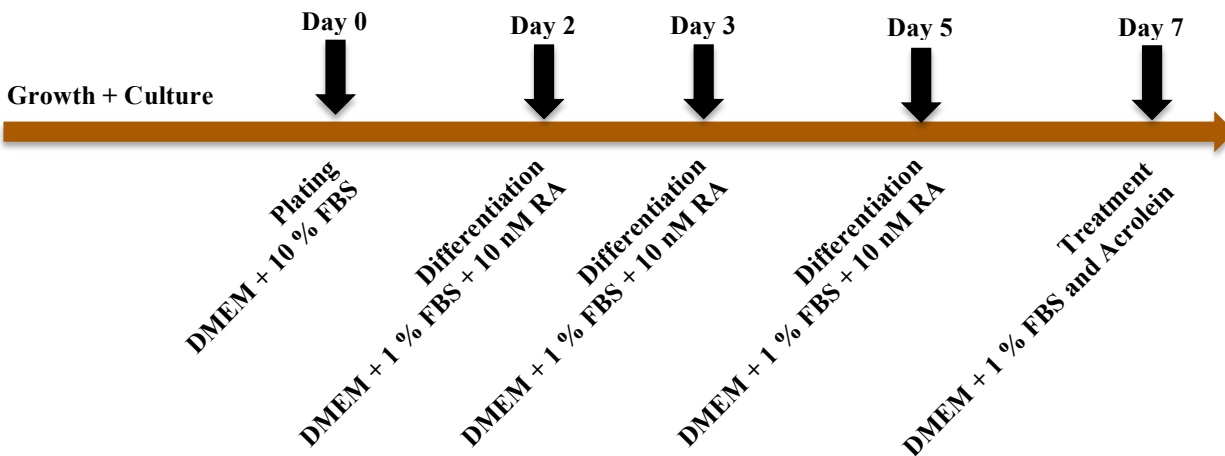 Day 0
Day 2
Day 3
Day 5
Day 7
Growth + Culture
Plating
DMEM + 10 % FBS
Differentiation
DMEM + 1 % FBS + 10 nM RA
Differentiation
DMEM + 1 % FBS + 10 nM RA
Differentiation
DMEM + 1 % FBS + 10 nM RA
Treatment
DMEM + 1 % FBS and Acrolein